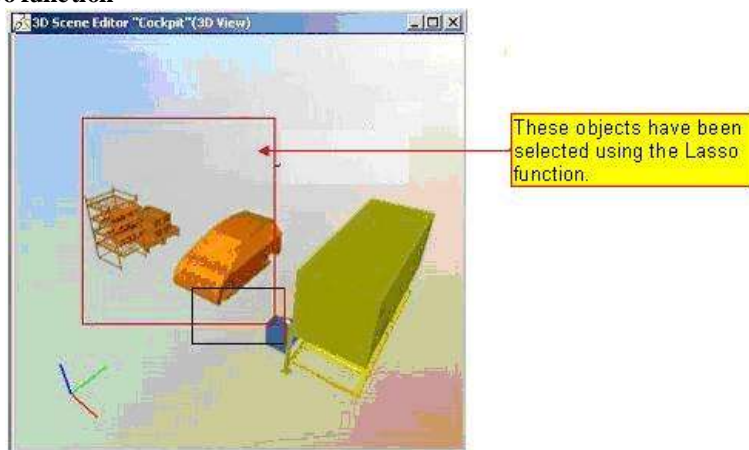 o function
3D Scene Editor "Cockpit"(3D View)
These objects have been
selected using the Lasso
function.